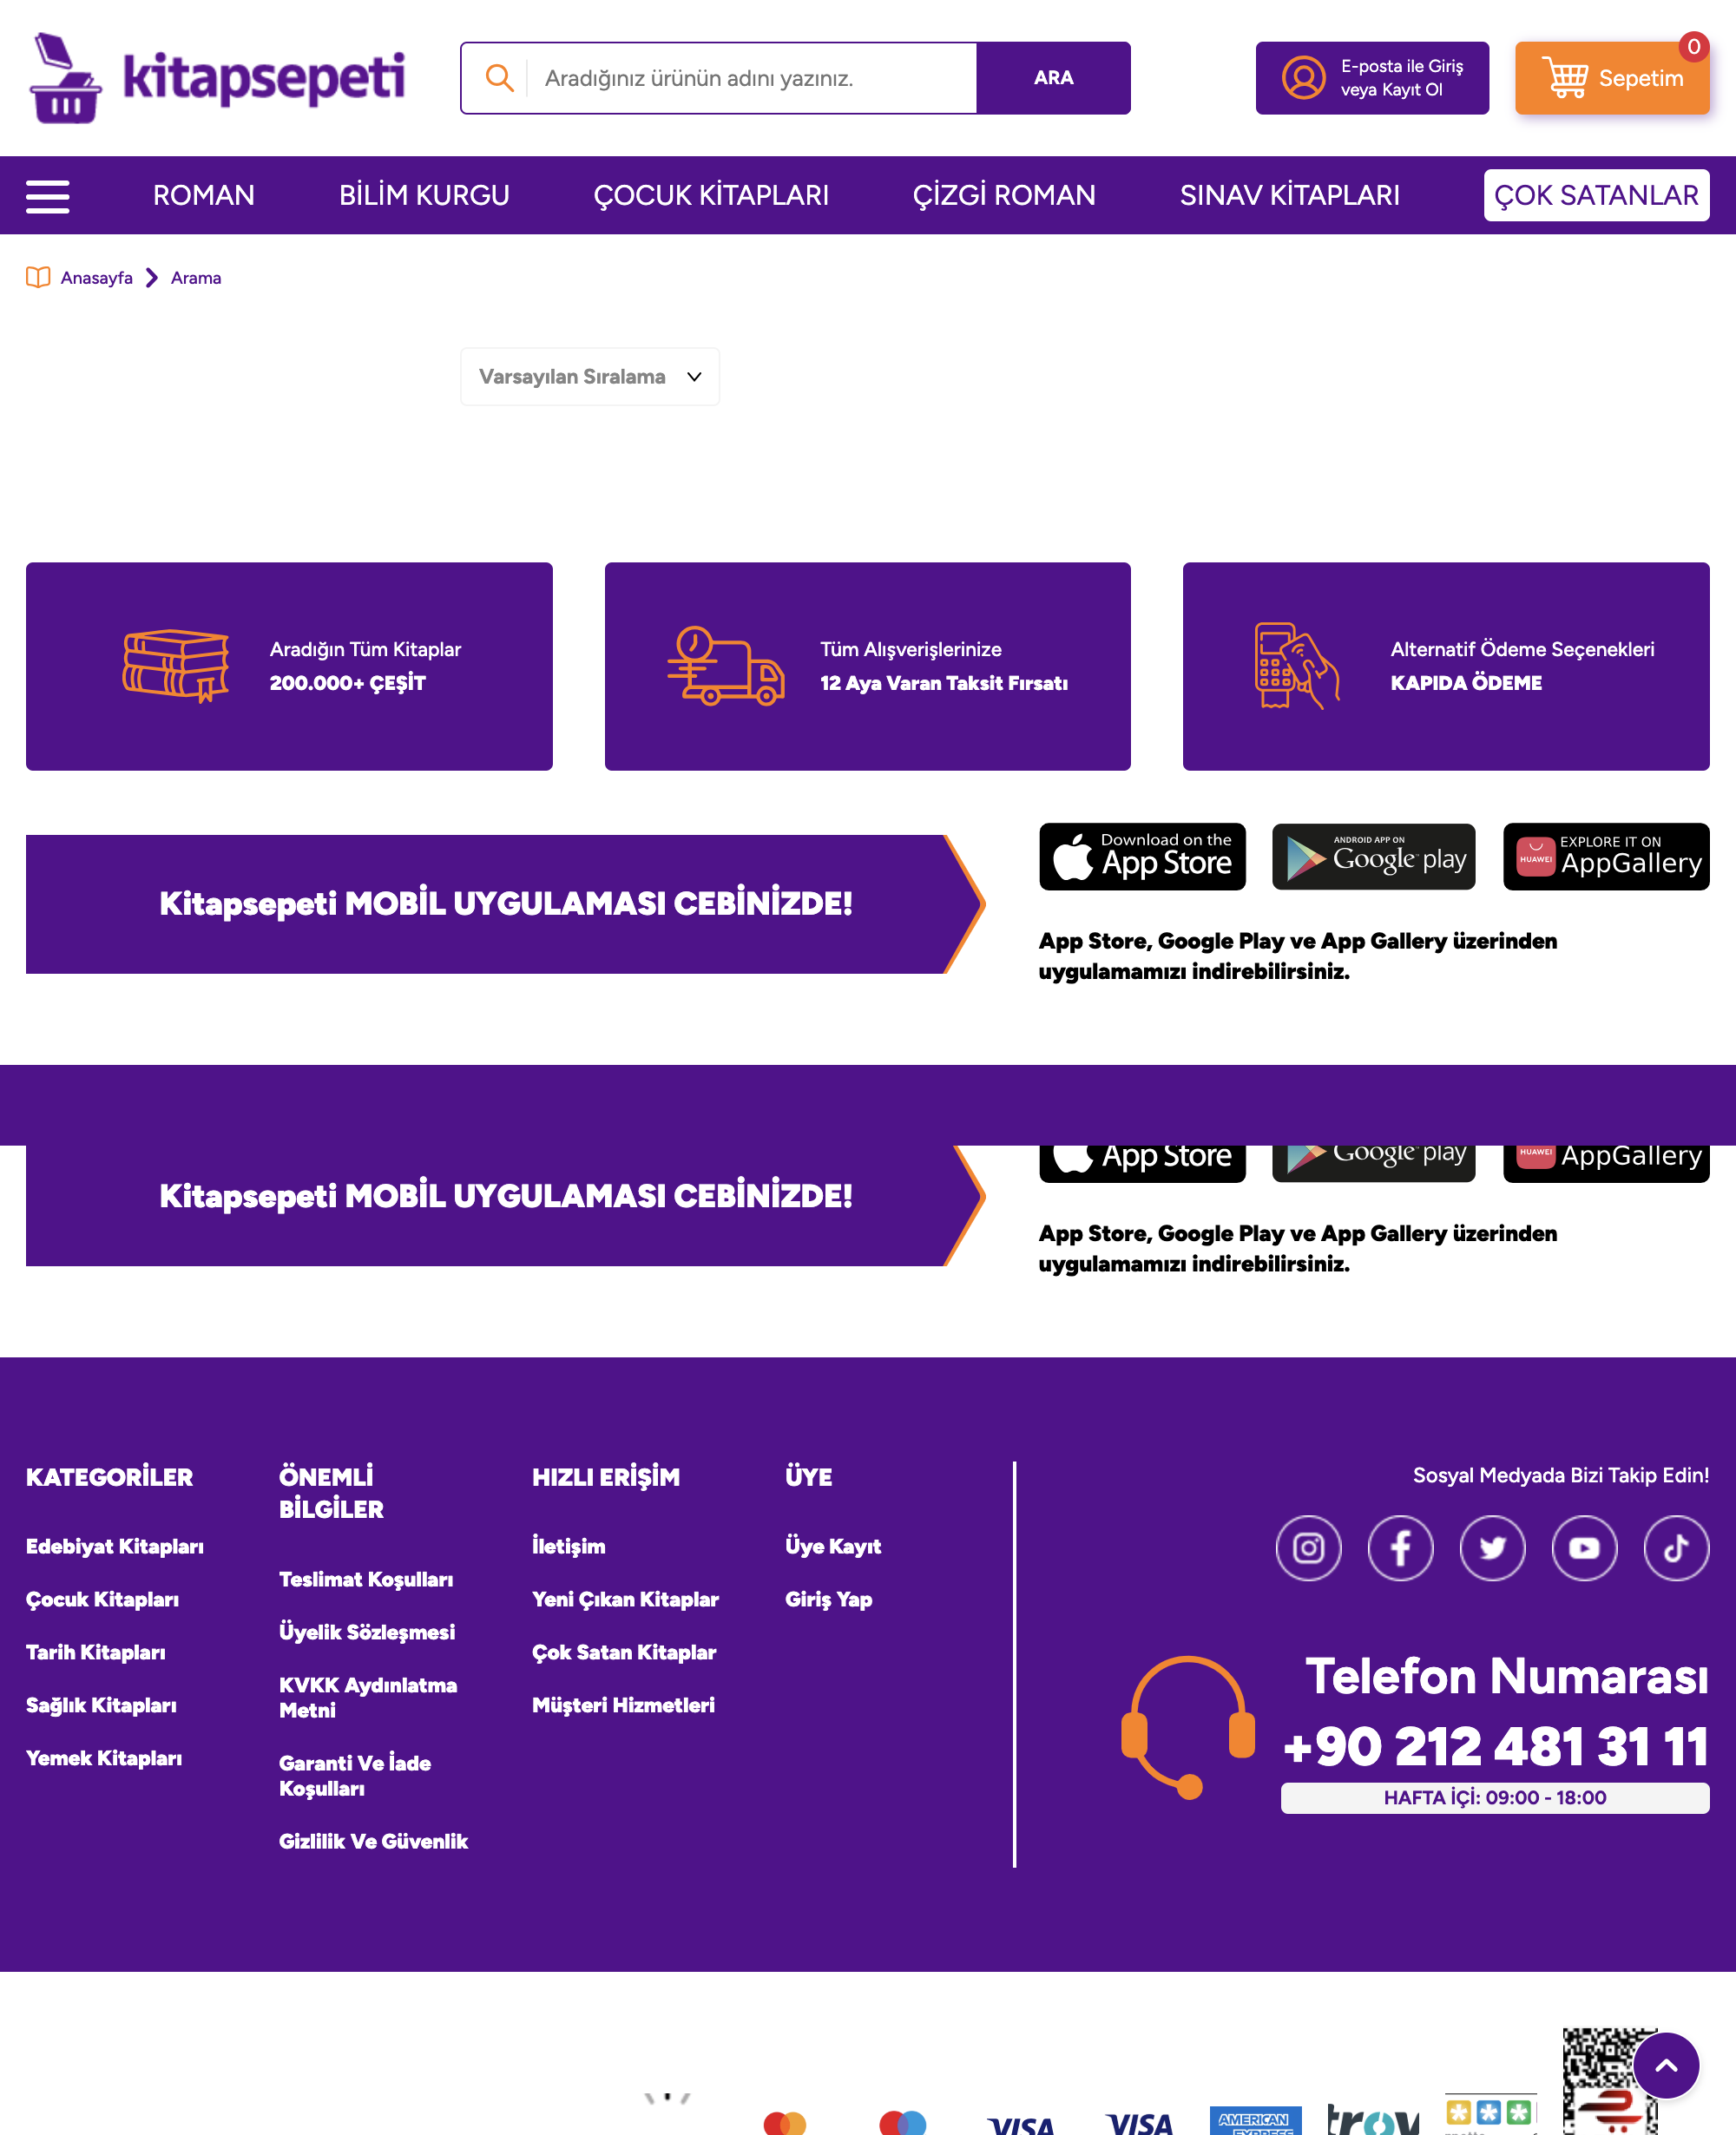 kitapsepeti
Aradığınız ürünün adını yazınız.
ARA
E-posta ile Giriş
veya Kayıt Ol
0
Sepetim
ROMAN
BİLİM KURGU
ÇOCUK KİTAPLARI
ÇİZGİ ROMAN
SINAV KİTAPLARI
ÇOK SATANLAR
Anasayfa
Arama
Varsayılan Sıralama
Aradığın Tüm Kitaplar
200.000+ ÇEŞİT
Tüm Alışverişlerinize
12 Aya Varan Taksit Fırsatı
Alternatif Ödeme Seçenekleri
KAPIDA ÖDEME
Kitapsepeti MOBİL UYGULAMASI CEBİNİZDE!
Download on the
App Store
ANDROID APP ON
Google play
HUAWEI
EXPLORE IT ON
AppGallery
App Store, Google Play ve App Gallery üzerinden
uygulamamızı indirebilirsiniz.
Kitapsepeti MOBİL UYGULAMASI CEBİNİZDE!
App Store
Google play
HUAWEI
AppGallery
App Store, Google Play ve App Gallery üzerinden
uygulamamızı indirebilirsiniz.
KATEGORİLER
Edebiyat Kitapları
Çocuk Kitapları
Tarih Kitapları
Sağlık Kitapları
Yemek Kitapları
ÖNEMLİ
BİLGİLER
Teslimat Koşulları
Üyelik Sözleşmesi
KVKK Aydınlatma
Metni
Garanti Ve İade
Koşulları
Gizlilik Ve Güvenlik
HIZLI ERİŞİM
İletişim
Yeni Çıkan Kitaplar
Çok Satan Kitaplar
Müşteri Hizmetleri
ÜYE
Üye Kayıt
Giriş Yap
Sosyal Medyada Bizi Takip Edin!
Telefon Numarası
+90 212 481 31 11
HAFTA İÇİ: 09:00 - 18:00
VISA
VISA
AMERICAN
EXPRESS
troy